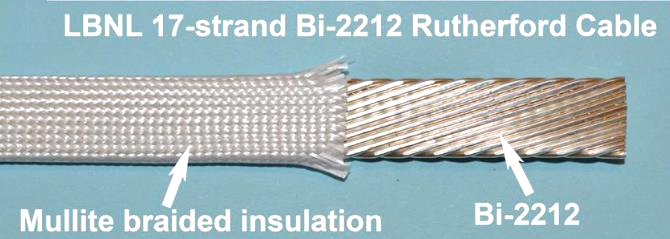 LBNL 17-strand Bi-2212 Rutherford Cable
Mullite braided insulation
Bi-2212